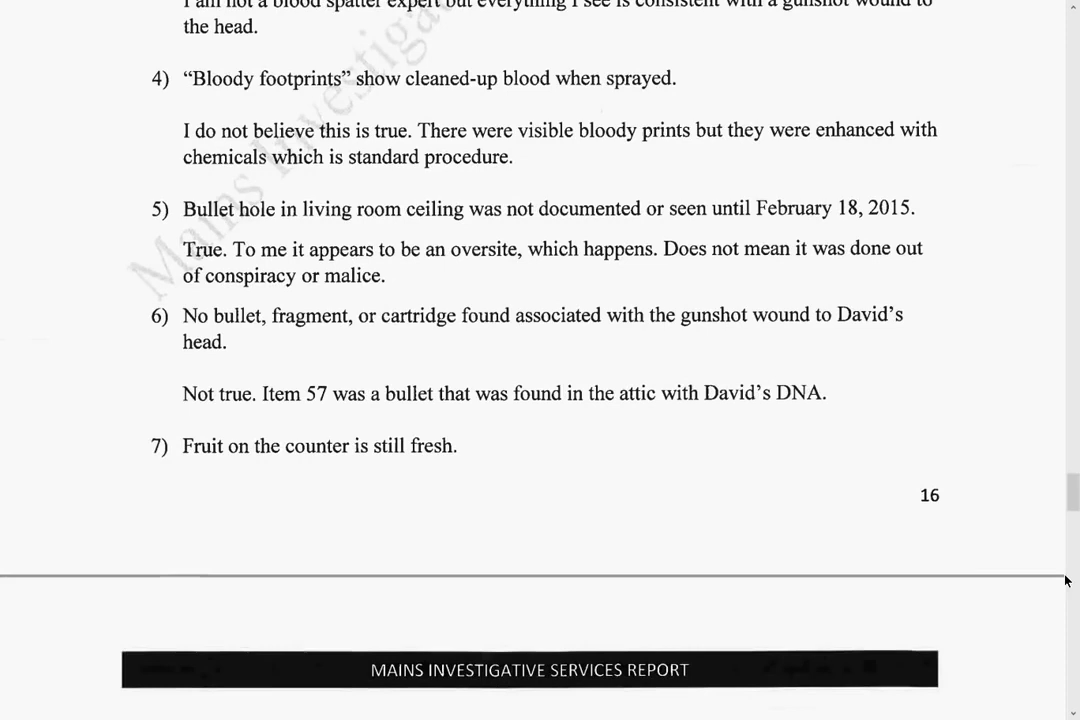 I am not a blood spatter expert but everything I see is consistent with a gunshot wound to
the head.
4) “Bloody footprints” show cleaned-up blood when sprayed.
I do not believe this is true. There were visible bloody prints but they were enhanced with
chemicals which is standard procedure.
5) Bullet hole in living room ceiling was not documented or seen until February 18, 2015.
True. To me it appears to be an oversite, which happens. Does not mean it was done out
of conspiracy or malice.
6) No bullet, fragment, or cartridge found associated with the gunshot wound to David’s
head.
Not true. Item 57 was a bullet that was found in the attic with David’s DNA.
7) Fruit on the counter is still fresh.
16
MAINS INVESTIGATIVE SERVICES REPORT
Mains Investiga